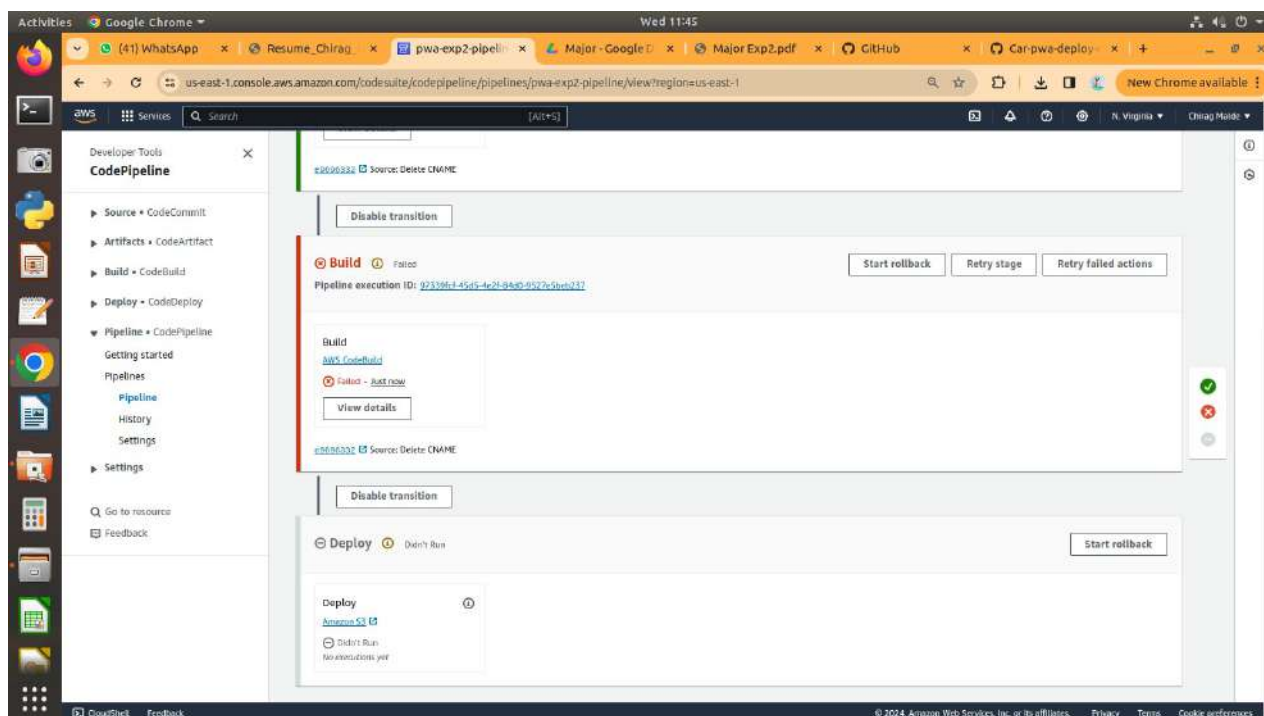 Activities Google Chrome Wed 11:45
(41) WhatsApp Resume_Chirag_ pwa-exp2-pipelin Major - Google D Major Exp2.pdf GitHub Car-pwa-deploy
us-east-1.console.aws.amazon.com/codesuite/codepipeline/pipelines/pwa-exp2-pipeline/view?region=us-east-1 New Chrome available
aws Services Search [Alt+S] N. Virginia Chirag Maide
Developer Tools
CodePipeline
Source • CodeCommit
Artifacts • CodeArtifact
Build • CodeBuild
Deploy • CodeDeploy
Pipeline • CodePipeline
Getting started
Pipelines
Pipeline
History
Settings
Settings
Go to resource
Feedback
Source: Delete CNAME
Disable transition
Build Failed Start rollback Retry stage Retry failed actions
Pipeline execution ID:
Build
AWS CodeBuild
Failed - Just now
View details
Source: Delete CNAME
Disable transition
Deploy Didn't Run Start rollback
Deploy
Amazon S3
Didn't Run
No executions yet
CloudShell Feedback © 2024, Amazon Web Services, Inc. or its affiliates. Privacy Terms Cookie preferences